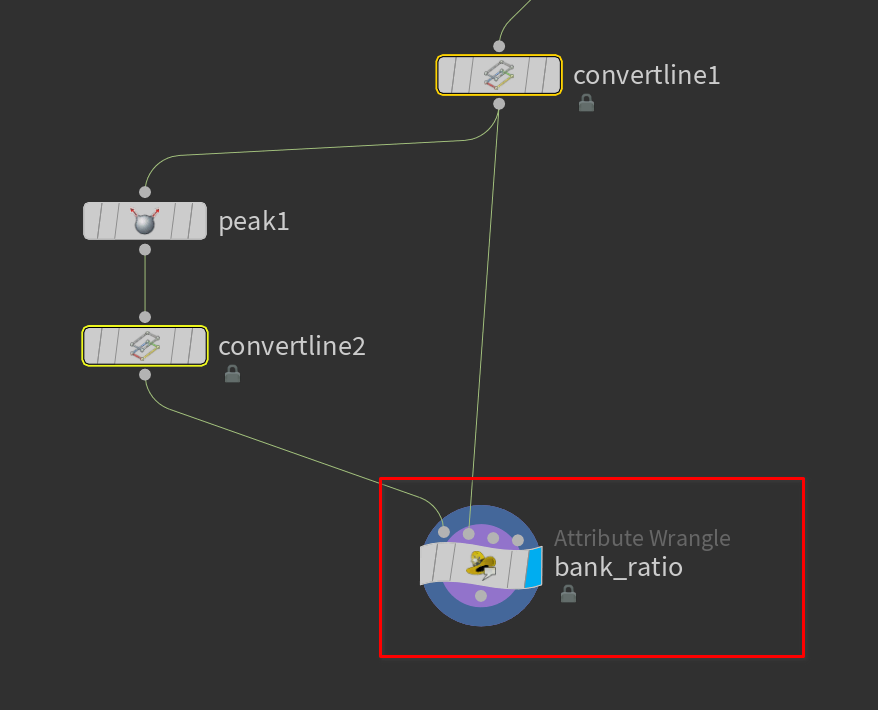 convertline1
peak1
convertline2
Attribute Wrangle
bank_ratio